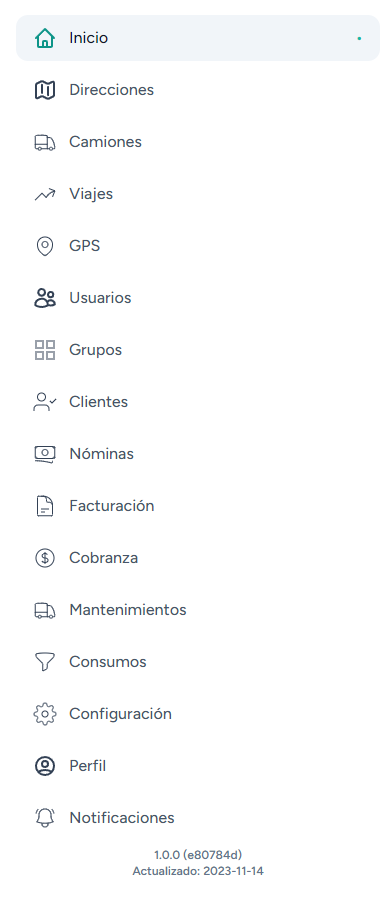 Inicio
Direcciones
Camiones
Viajes
GPS
Usuarios
Grupos
Clientes
Nóminas
Facturación
Cobranza
Mantenimientos
Consumos
Configuración
Perfil
Notificaciones
1.0.0 (e80784d)
Actualizado: 2023-11-14